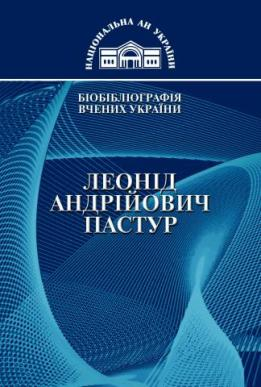 НАЦІОНАЛЬНА АН УКРАЇНИ
БІОБІБЛІОГРАФІЯ
ВЧЕНИХ УКРАЇНИ
ЛЕОНІД
АНДРІЙОВИЧ
ПАСТУР